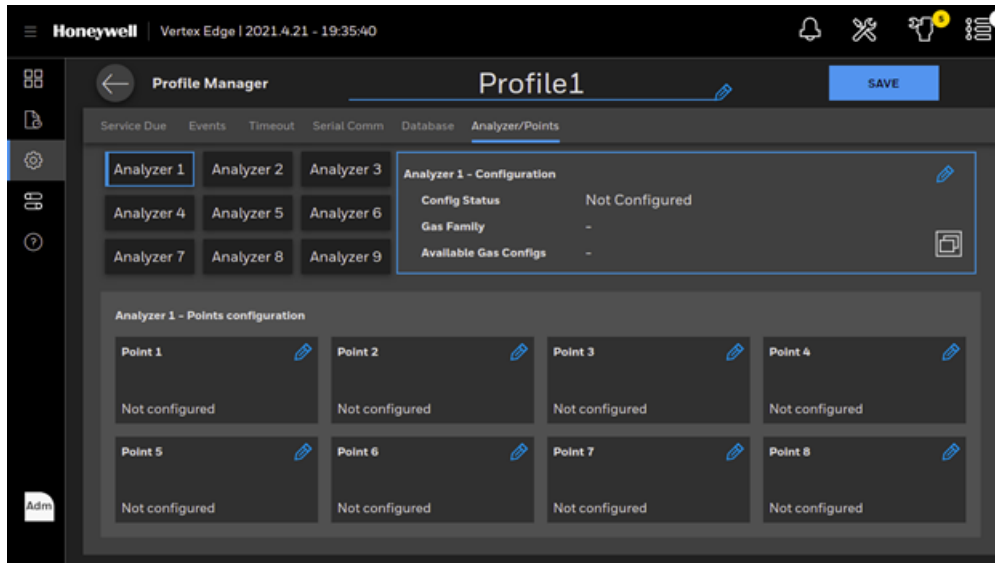 Honeywell | Vertex Edge | 2021.4.21 - 19:35:40
5
Profile Manager
Profile1
SAVE
Service Due Events Timeout Serial Comm Database Analyzer/Points
Analyzer 1 Analyzer 2 Analyzer 3
Analyzer 4 Analyzer 5 Analyzer 6
Analyzer 7 Analyzer 8 Analyzer 9
Analyzer 1 - Configuration
Config Status Not Configured
Gas Family -
Available Gas Configs -
Analyzer 1 - Points configuration
Point 1 Point 2 Point 3 Point 4
Not configured Not configured Not configured Not configured
Point 5 Point 6 Point 7 Point 8
Not configured Not configured Not configured Not configured
Adm